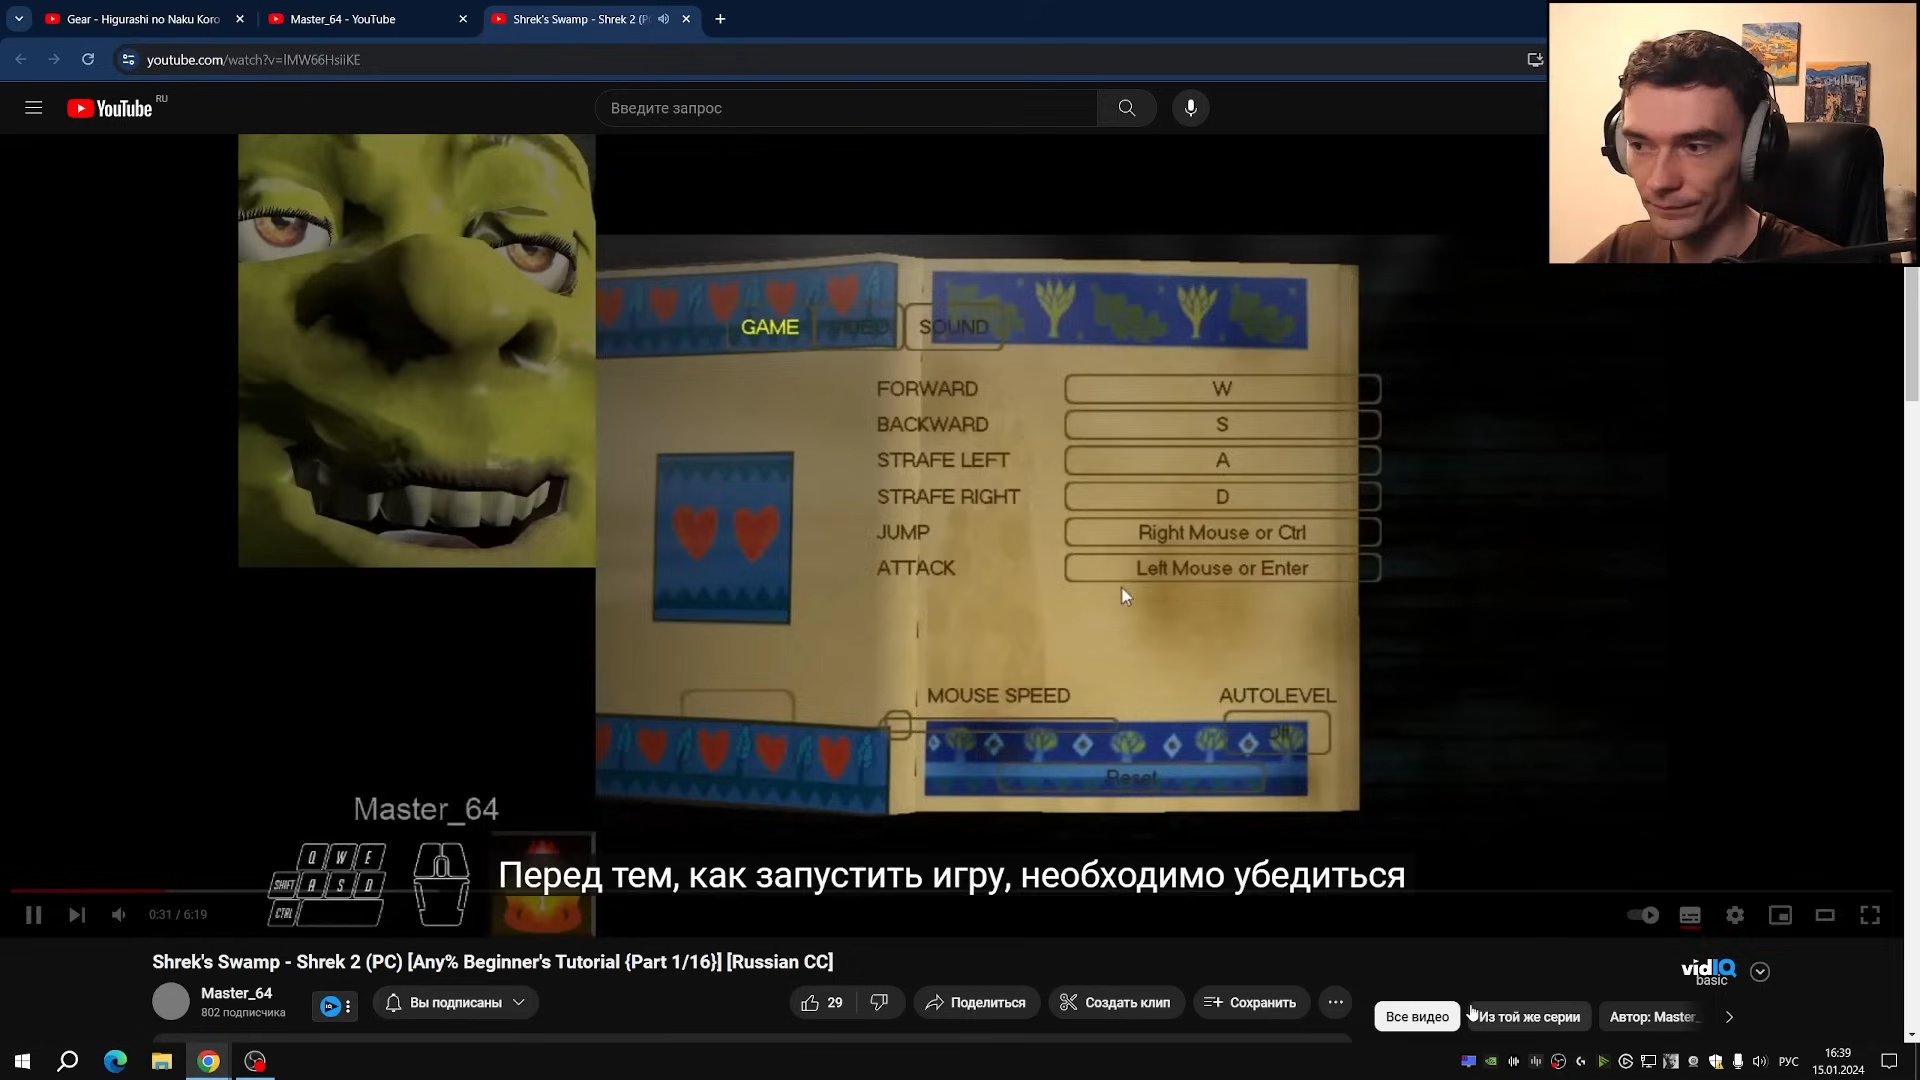 Gear - Higurashi no Naku Koro
Master_64 - YouTube
Shrek's Swamp - Shrek 2 (P
youtube.com/watch?v=lMW66HsiiKE
YouTube RU
Введите запрос
GAME VIDEO SOUND
FORWARD W
BACKWARD S
STRAFE LEFT A
STRAFE RIGHT D
JUMP Right Mouse or Ctrl
ATTACK Left Mouse or Enter
MOUSE SPEED AUTOLEVEL
Off
Reset
Master_64
Q W E
SHIFT A S D
CTRL
Перед тем, как запустить игру, необходимо убедиться
0:31 / 6:19
Shrek's Swamp - Shrek 2 (PC) [Any% Beginner's Tutorial {Part 1/16}] [Russian CC]
vidIQ
basic
Master_64
802 подписчика
Вы подписаны
29
Поделиться
Создать клип
Сохранить
Все видео
Из той же серии
Автор: Master_
РУС
16:39
15.01.2024